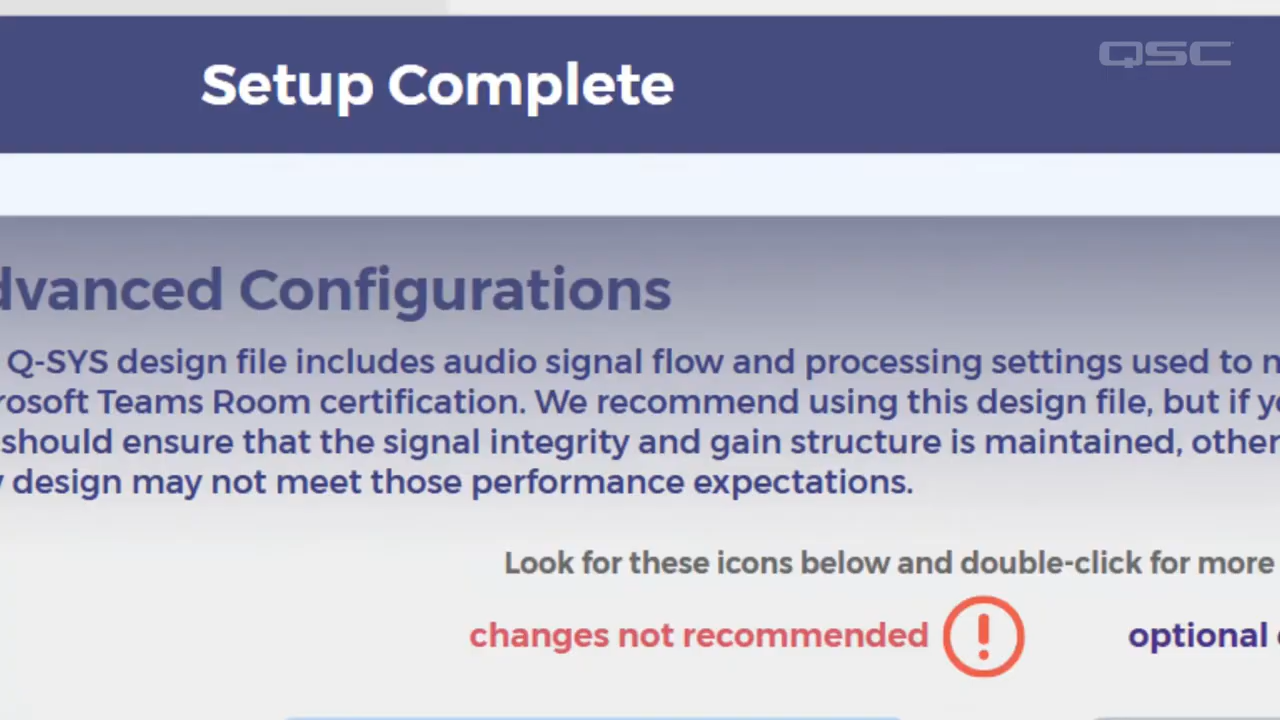 QSC
Setup Complete
dvanced Configurations
Q-SYS design file includes audio signal flow and processing settings used to
rosoft Teams Room certification. We recommend using this design file, but if
should ensure that the signal integrity and gain structure is maintained, other
design may not meet those performance expectations.
Look for these icons below and double-click for more
changes not recommended
optional